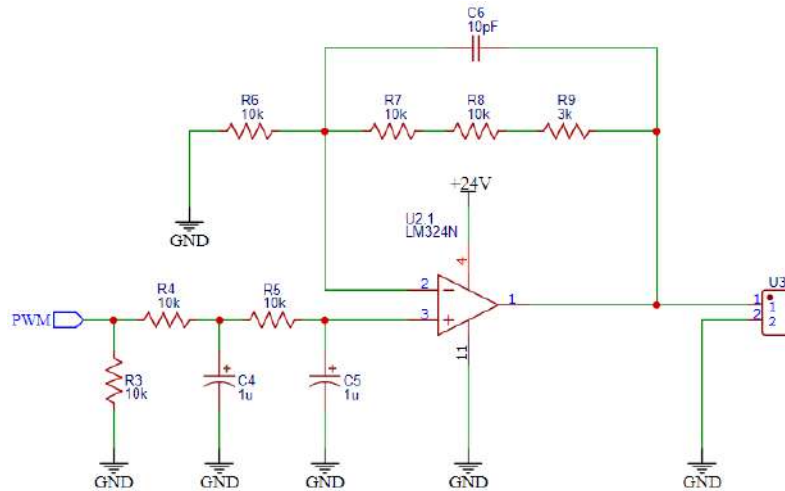 C6
10pF
R6
10k
R7
10k
R8
10k
R9
3k
+24V
GND
U2.1
LM324N
4
2
1
3
11
R4
10k
R5
10k
PWM
R3
10k
C4
1u
C5
1u
U3
1
1
2
2
GND
GND
GND
GND
GND